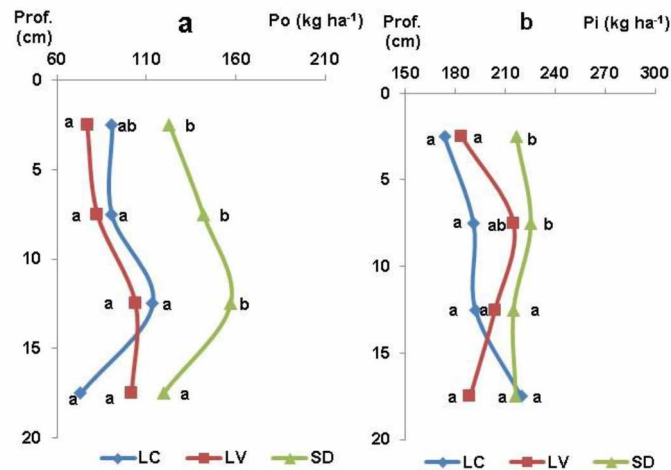 Prof. (cm)
a
Po (kg ha-1)
60 110 160 210
0
5
10
15
20
a ab b
a a b
a a b
a a a
LC LV SD
Prof. (cm)
b
Pi (kg ha-1)
150 180 210 240 270 300
0
5
10
15
20
a a b
a ab b
a a a
a a b
LC LV SD